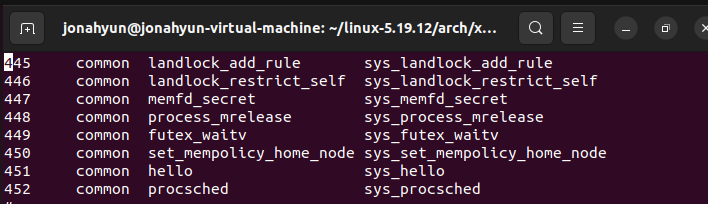 jonahyun@jonahyun-virtual-machine: ~/linux-5.19.12/arch/x...
445 common landlock_add_rule sys_landlock_add_rule
446 common landlock_restrict_self sys_landlock_restrict_self
447 common memfd_secret sys_memfd_secret
448 common process_mrelease sys_process_mrelease
449 common futex_waitv sys_futex_waitv
450 common set_mempolicy_home_node sys_set_mempolicy_home_node
451 common hello sys_hello
452 common procsched sys_procsched